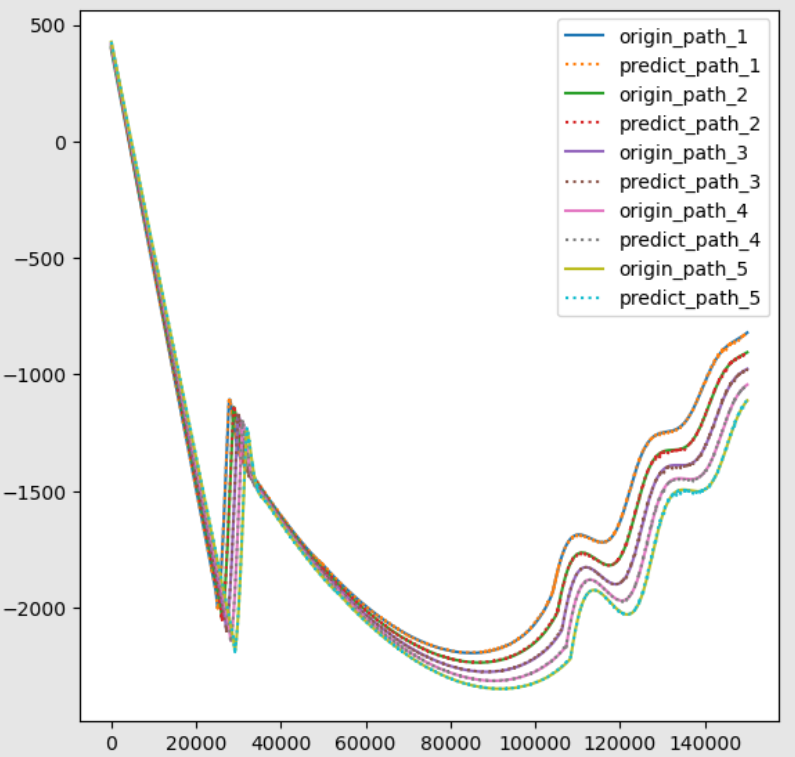 500
0
−500
−1000
−1500
−2000
origin_path_1
predict_path_1
origin_path_2
predict_path_2
origin_path_3
predict_path_3
origin_path_4
predict_path_4
origin_path_5
predict_path_5
0 20000 40000 60000 80000 100000 120000 140000